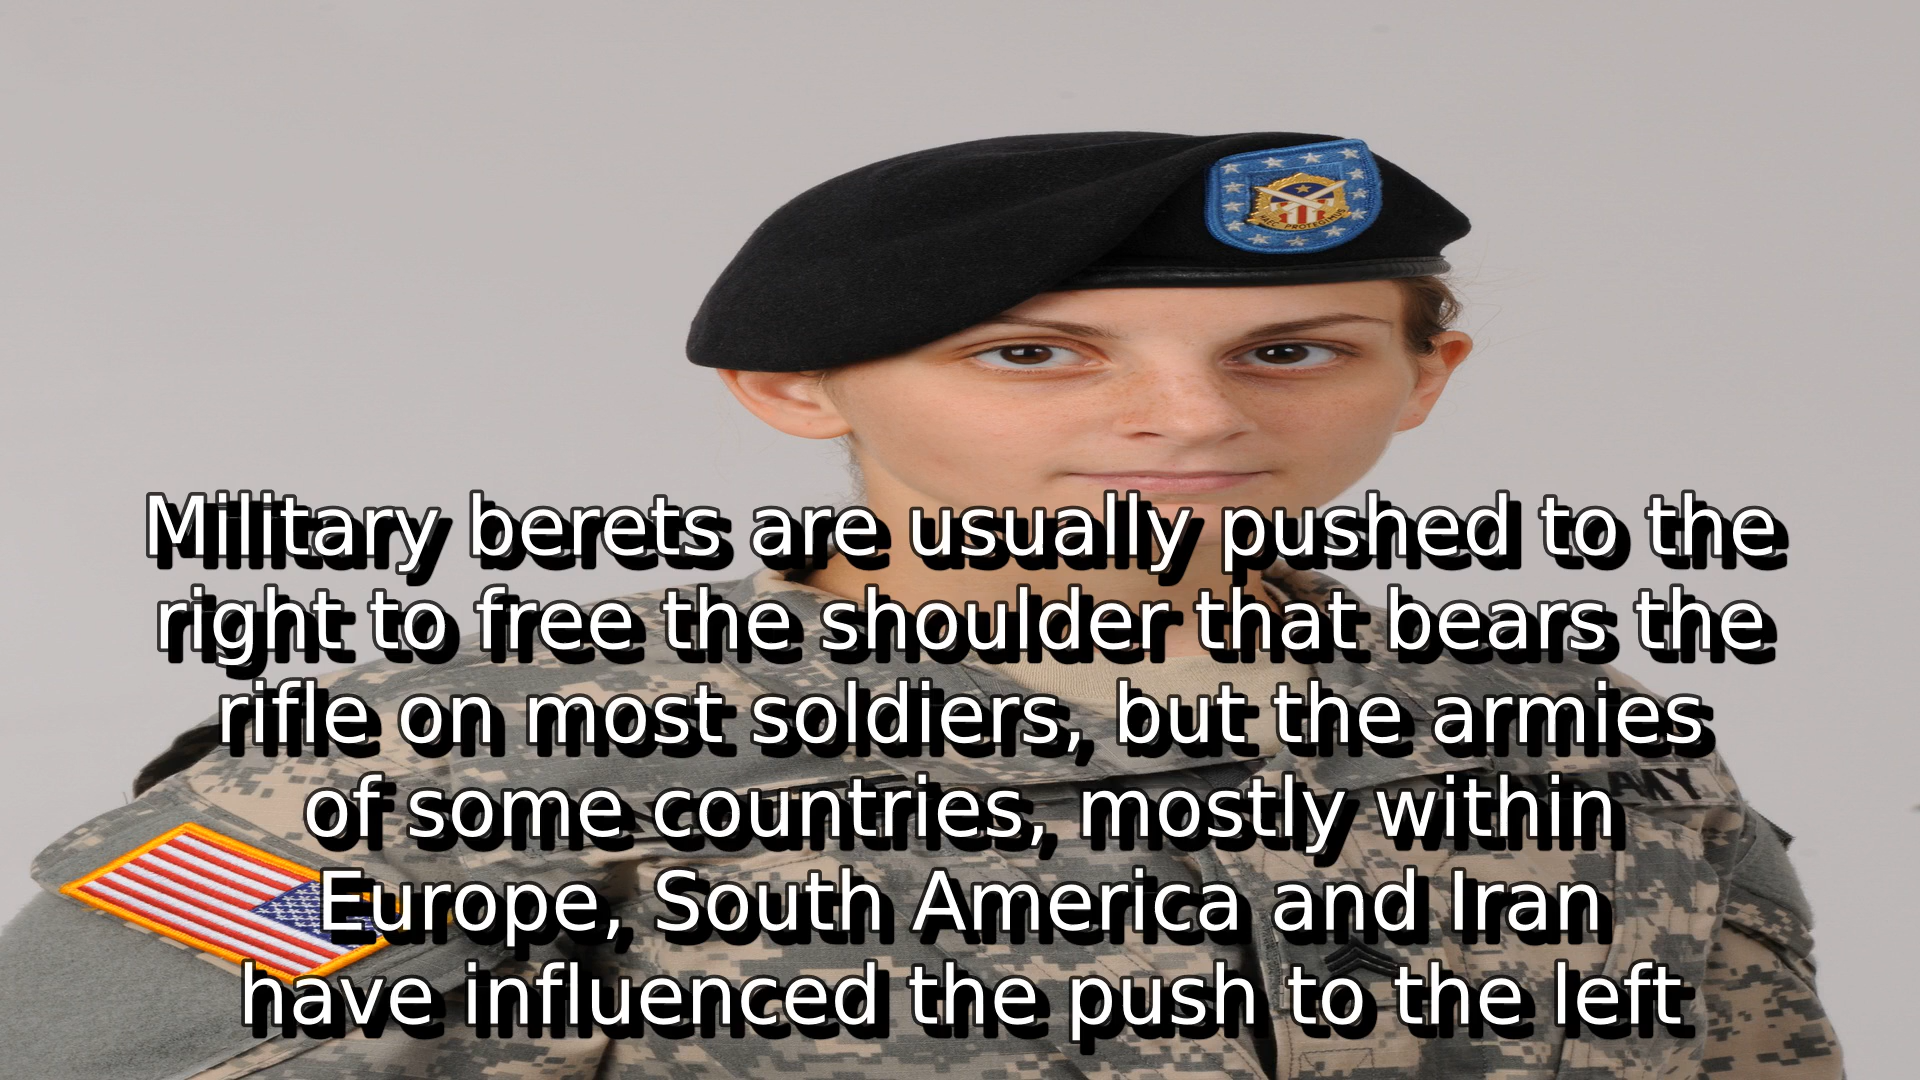 HAEC PROTEGIMUS
Military berets are usually pushed to the
right to free the shoulder that bears the
rifle on most soldiers, but the armies
of some countries, mostly within
Europe, South America and Iran
have influenced the push to the left